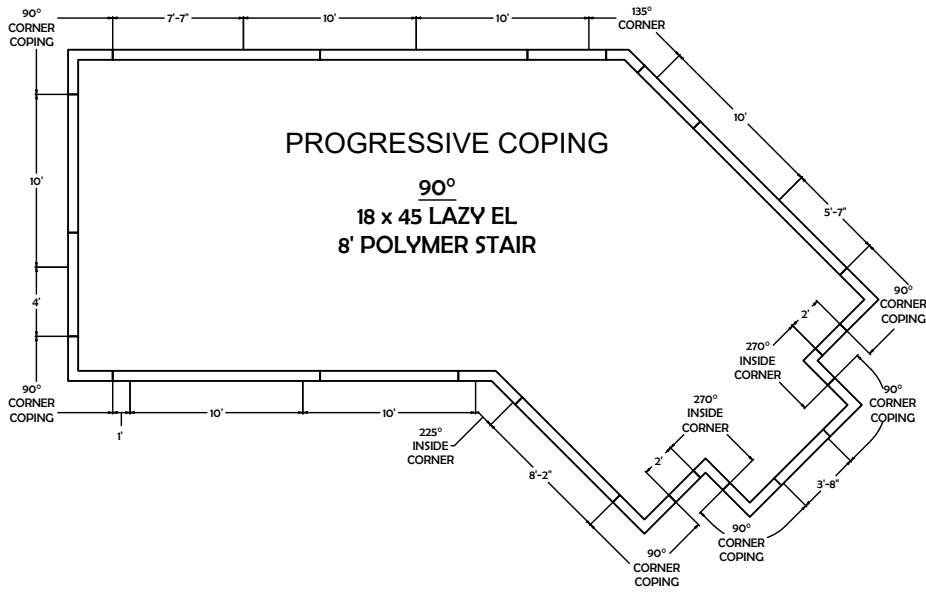 90°
CORNER
COPING
7'-7"
10'
10'
135°
CORNER
10'
10'
5'-7"
PROGRESSIVE COPING
90°
18 x 45 LAZY EL
8' POLYMER STAIR
4'
90°
CORNER
COPING
2'
270°
INSIDE
CORNER
90°
CORNER
COPING
90°
CORNER
COPING
1'
10'
10'
225°
INSIDE
CORNER
270°
INSIDE
CORNER
2'
8'-2"
3'-8"
90°
CORNER
COPING
90°
CORNER
COPING